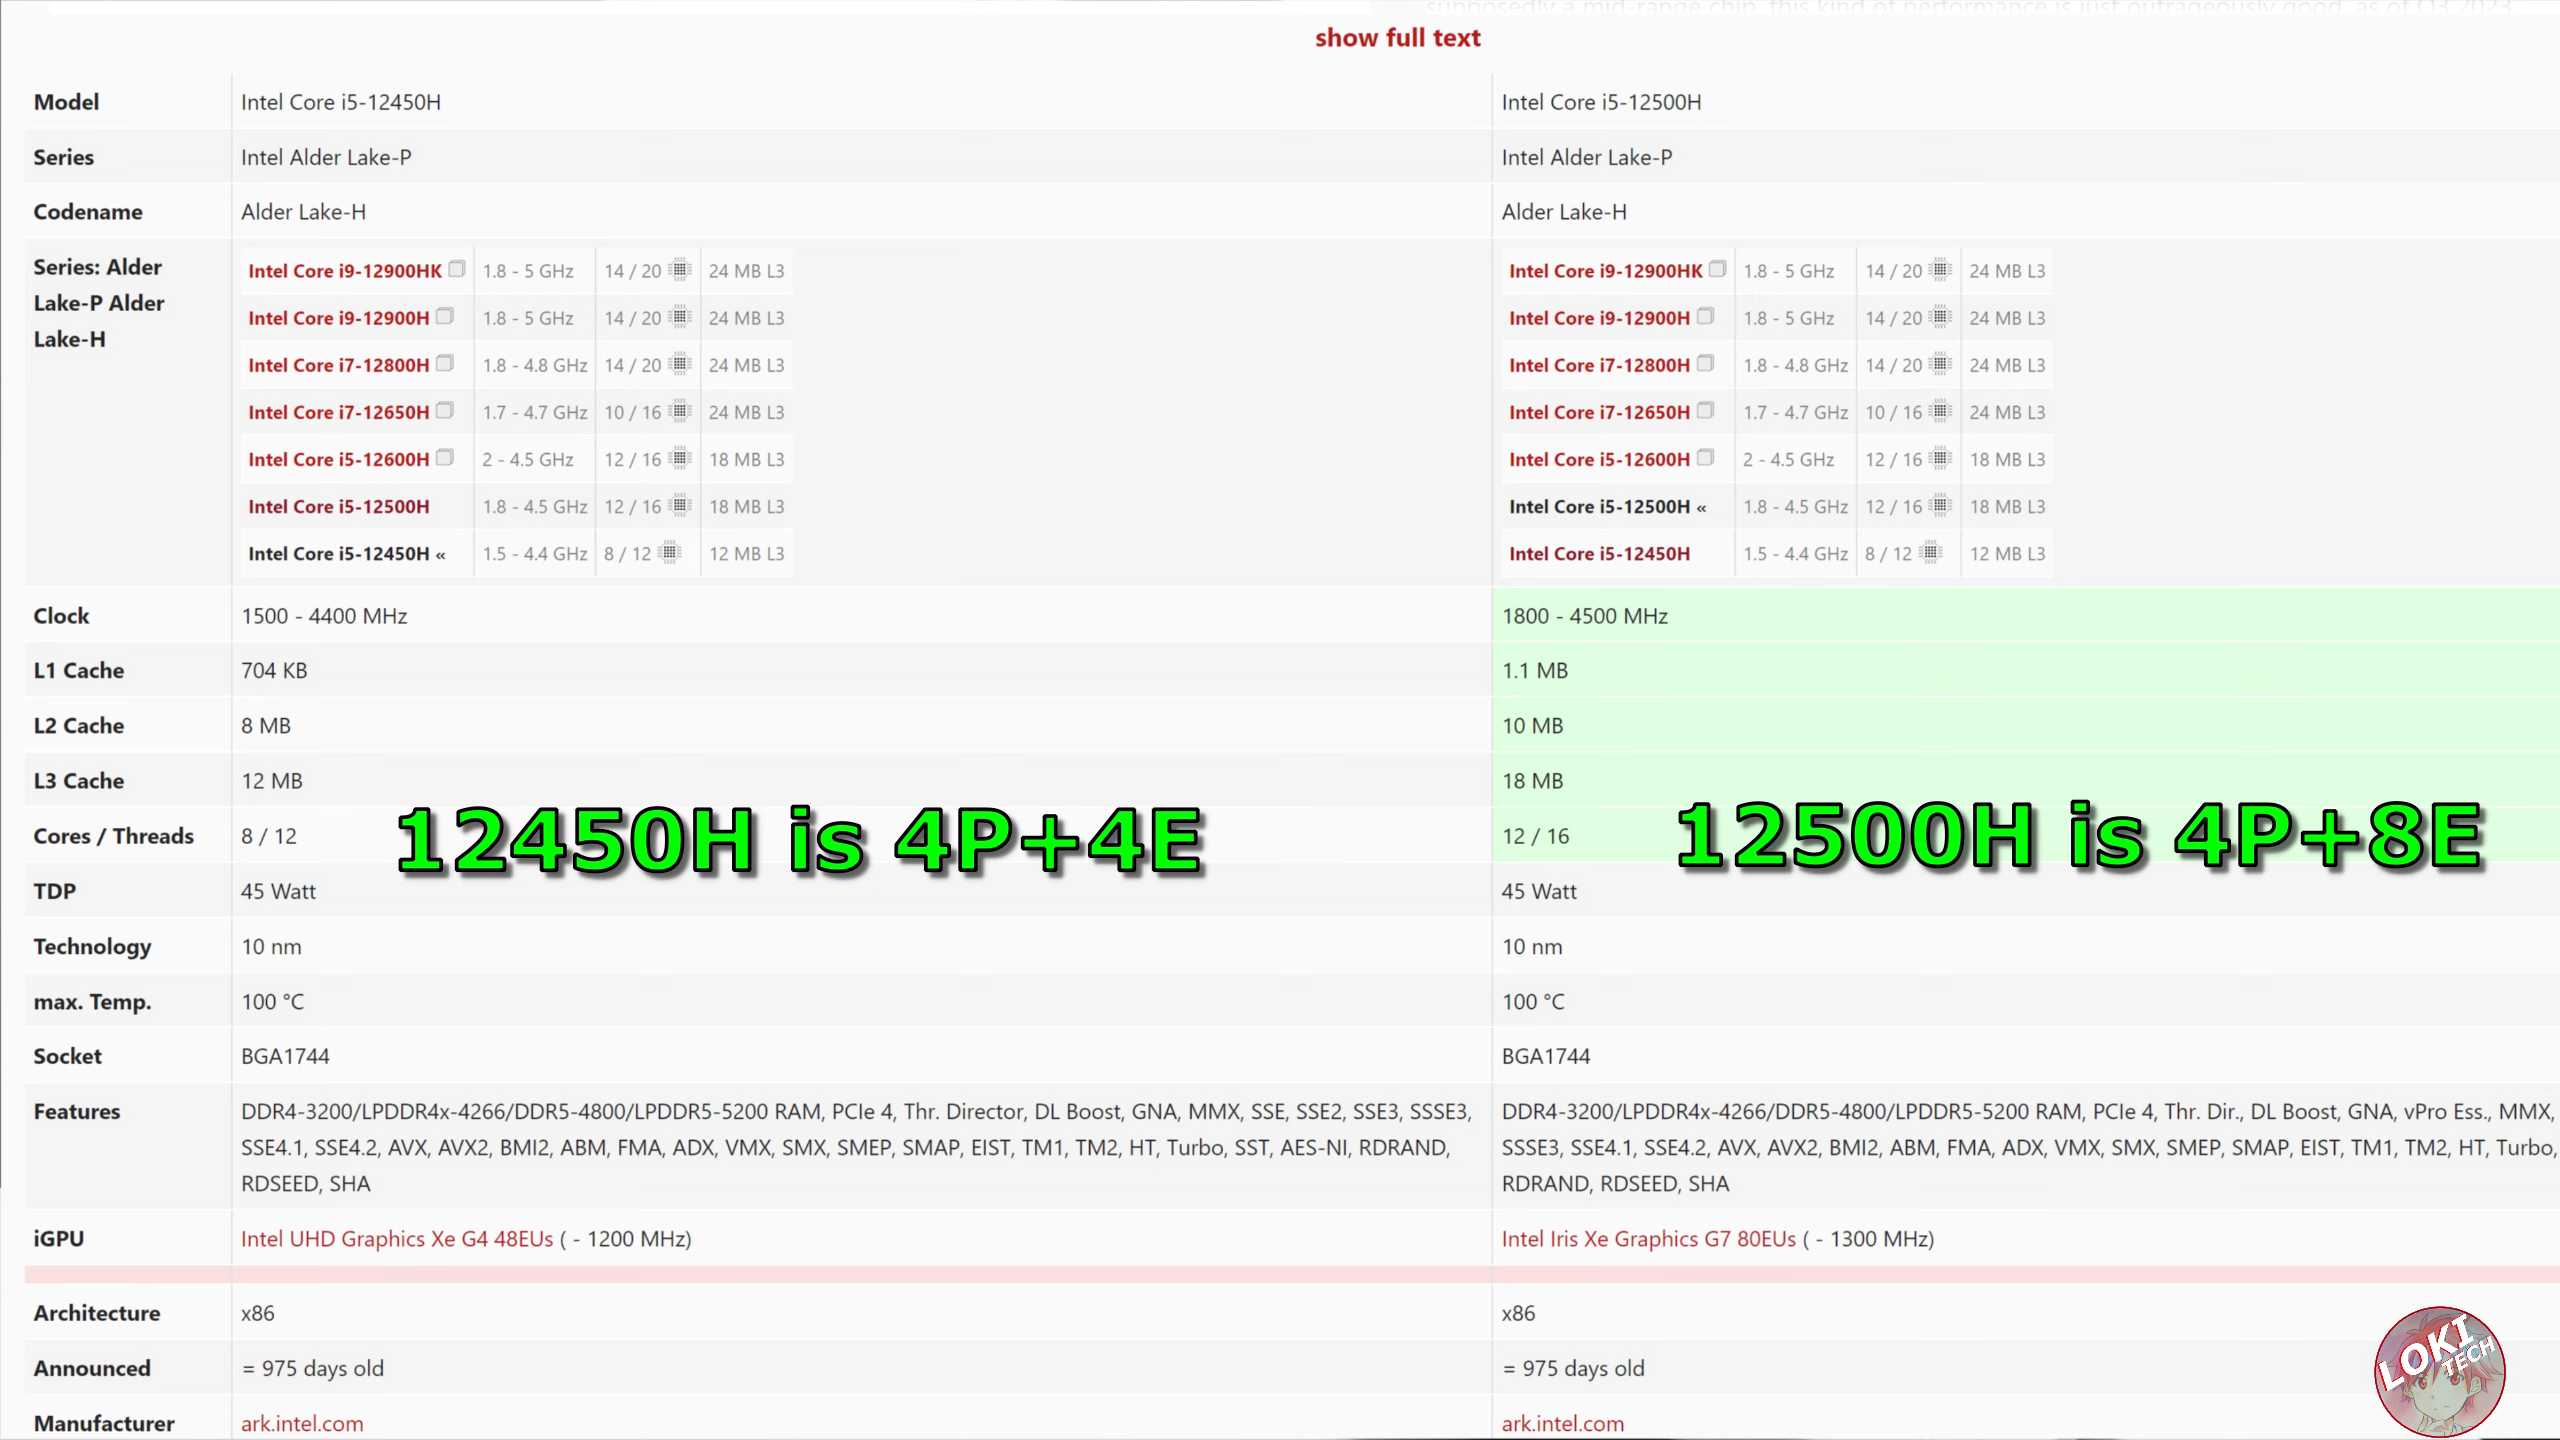 supposedly a mid-range chip, this kind of performance is just outrageously good, as of Q3 2023.
show full text
Model Intel Core i5-12450H Intel Core i5-12500H
Series Intel Alder Lake-P Intel Alder Lake-P
Codename Alder Lake-H Alder Lake-H
Series: Alder Lake-P Alder Lake-H
Intel Core i9-12900HK 1.8 - 5 GHz 14 / 20 24 MB L3 Intel Core i9-12900HK 1.8 - 5 GHz 14 / 20 24 MB L3
Intel Core i9-12900H 1.8 - 5 GHz 14 / 20 24 MB L3 Intel Core i9-12900H 1.8 - 5 GHz 14 / 20 24 MB L3
Intel Core i7-12800H 1.8 - 4.8 GHz 14 / 20 24 MB L3 Intel Core i7-12800H 1.8 - 4.8 GHz 14 / 20 24 MB L3
Intel Core i7-12650H 1.7 - 4.7 GHz 10 / 16 24 MB L3 Intel Core i7-12650H 1.7 - 4.7 GHz 10 / 16 24 MB L3
Intel Core i5-12600H 2 - 4.5 GHz 12 / 16 18 MB L3 Intel Core i5-12600H 2 - 4.5 GHz 12 / 16 18 MB L3
Intel Core i5-12500H 1.8 - 4.5 GHz 12 / 16 18 MB L3 Intel Core i5-12500H « 1.8 - 4.5 GHz 12 / 16 18 MB L3
Intel Core i5-12450H « 1.5 - 4.4 GHz 8 / 12 12 MB L3 Intel Core i5-12450H 1.5 - 4.4 GHz 8 / 12 12 MB L3
Clock 1500 - 4400 MHz 1800 - 4500 MHz
L1 Cache 704 KB 1.1 MB
L2 Cache 8 MB 10 MB
L3 Cache 12 MB 18 MB
Cores / Threads 8 / 12 12 / 16
12450H is 4P+4E 12500H is 4P+8E
TDP 45 Watt 45 Watt
Technology 10 nm 10 nm
max. Temp. 100 °C 100 °C
Socket BGA1744 BGA1744
Features
DDR4-3200/LPDDR4x-4266/DDR5-4800/LPDDR5-5200 RAM, PCIe 4, Thr. Director, DL Boost, GNA, MMX, SSE, SSE2, SSE3, SSSE3,
SSE4.1, SSE4.2, AVX, AVX2, BMI2, ABM, FMA, ADX, VMX, SMX, SMEP, SMAP, EIST, TM1, TM2, HT, Turbo, SST, AES-NI, RDRAND,
RDSEED, SHA
DDR4-3200/LPDDR4x-4266/DDR5-4800/LPDDR5-5200 RAM, PCIe 4, Thr. Dir., DL Boost, GNA, vPro Ess., MMX,
SSSE3, SSE4.1, SSE4.2, AVX, AVX2, BMI2, ABM, FMA, ADX, VMX, SMX, SMEP, SMAP, EIST, TM1, TM2, HT, Turbo,
RDRAND, RDSEED, SHA
iGPU Intel UHD Graphics Xe G4 48EUs ( - 1200 MHz) Intel Iris Xe Graphics G7 80EUs ( - 1300 MHz)
Architecture x86 x86
Announced = 975 days old = 975 days old
Manufacturer ark.intel.com ark.intel.com
LOKI
TECH